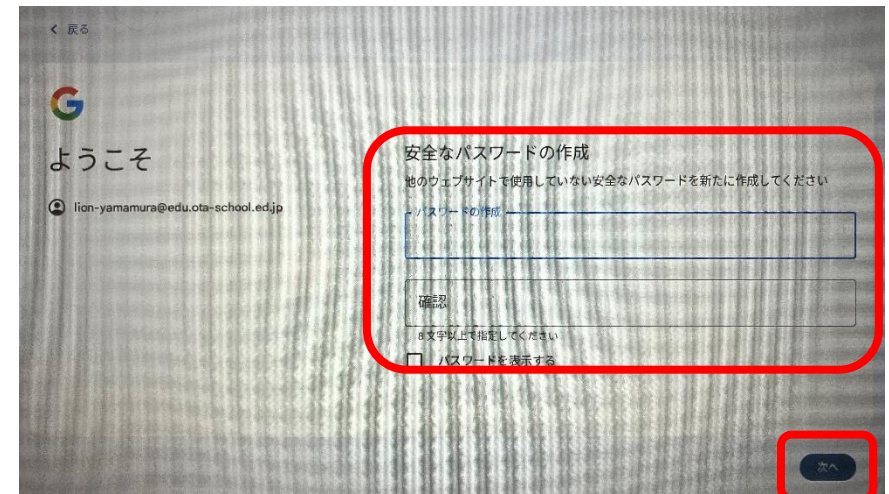 戻る
ようこそ
lion-yamamura@edu.ota-school.ed.jp
安全なパスワードの作成
他のウェブサイトで使用していない安全なパスワードを新たに作成してください
パスワードの作成
確認
8 文字以上で指定してください
パスワードを表示する
次へ